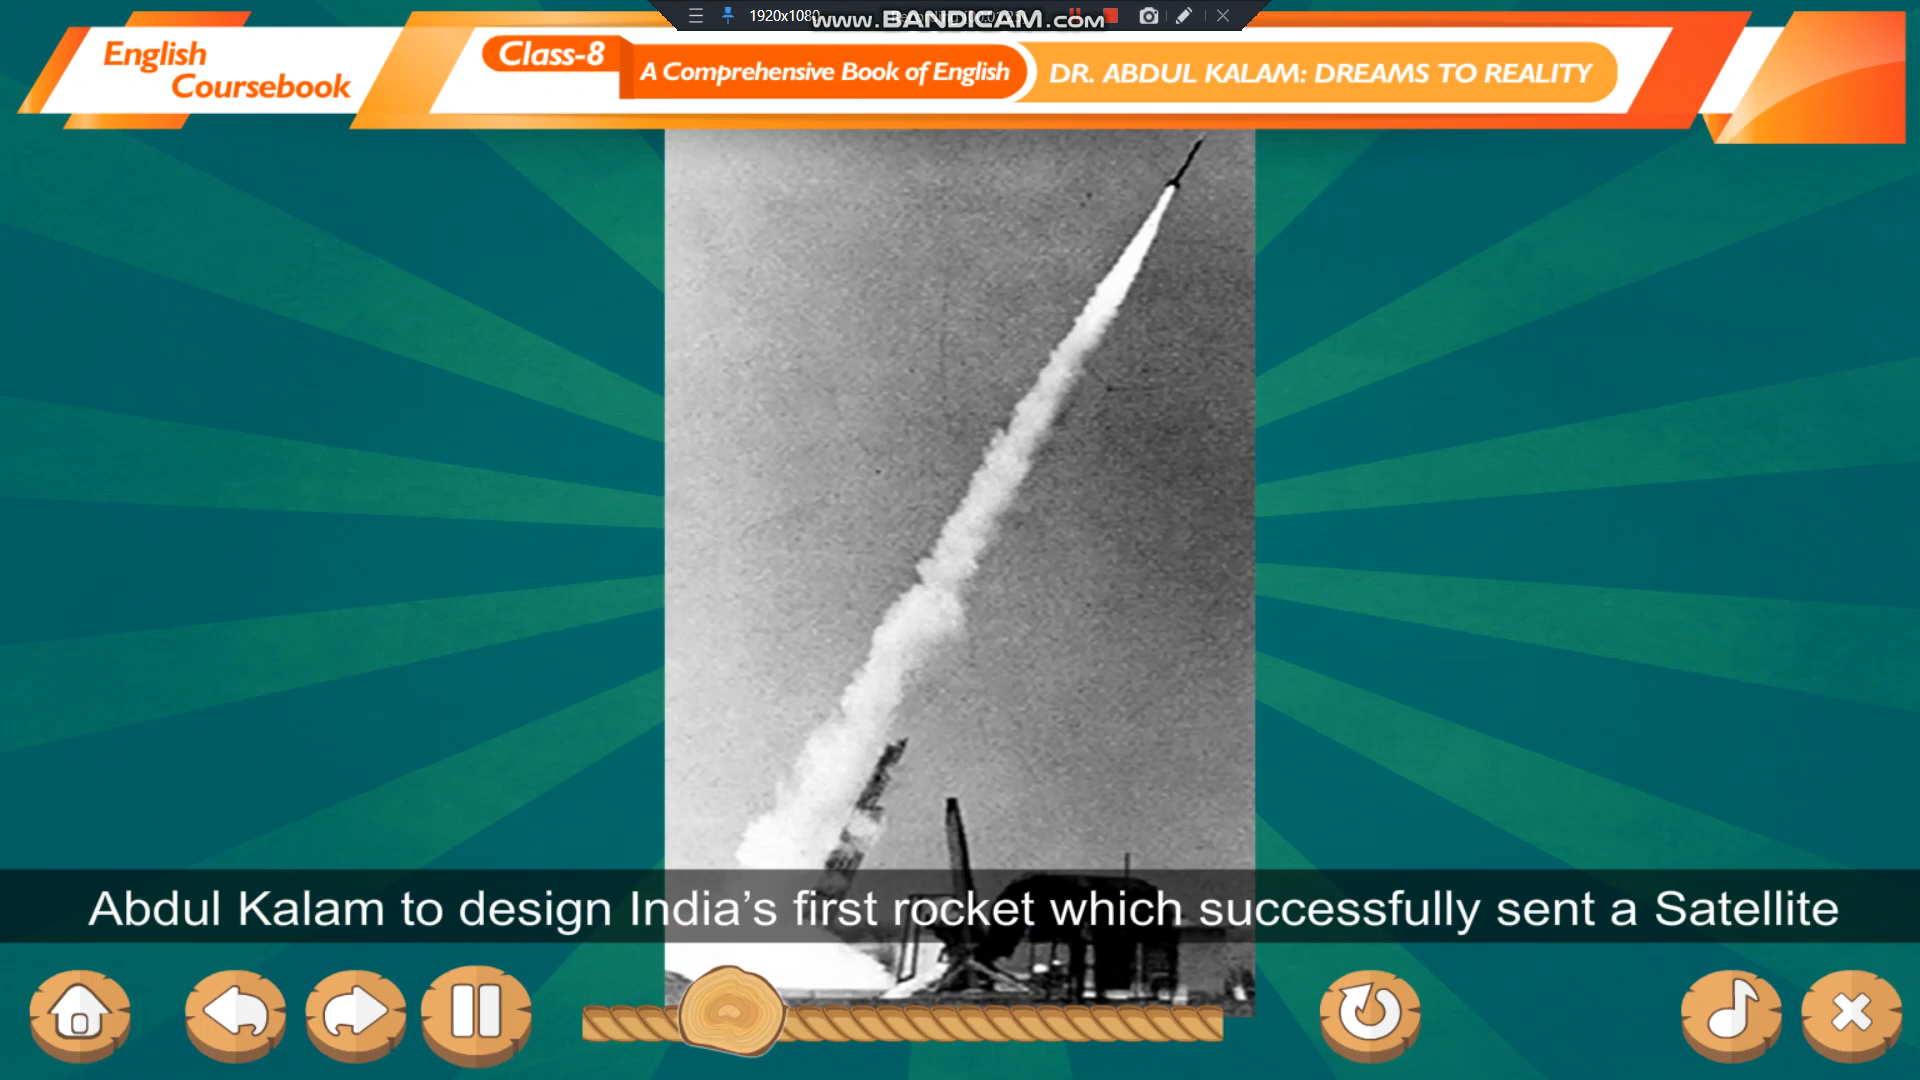 1920x1080
www.BANDICAM.com
English
Coursebook
Class-8
A Comprehensive Book of English
DR. ABDUL KALAM: DREAMS TO REALITY
Abdul Kalam to design India's first rocket which successfully sent a Satellite